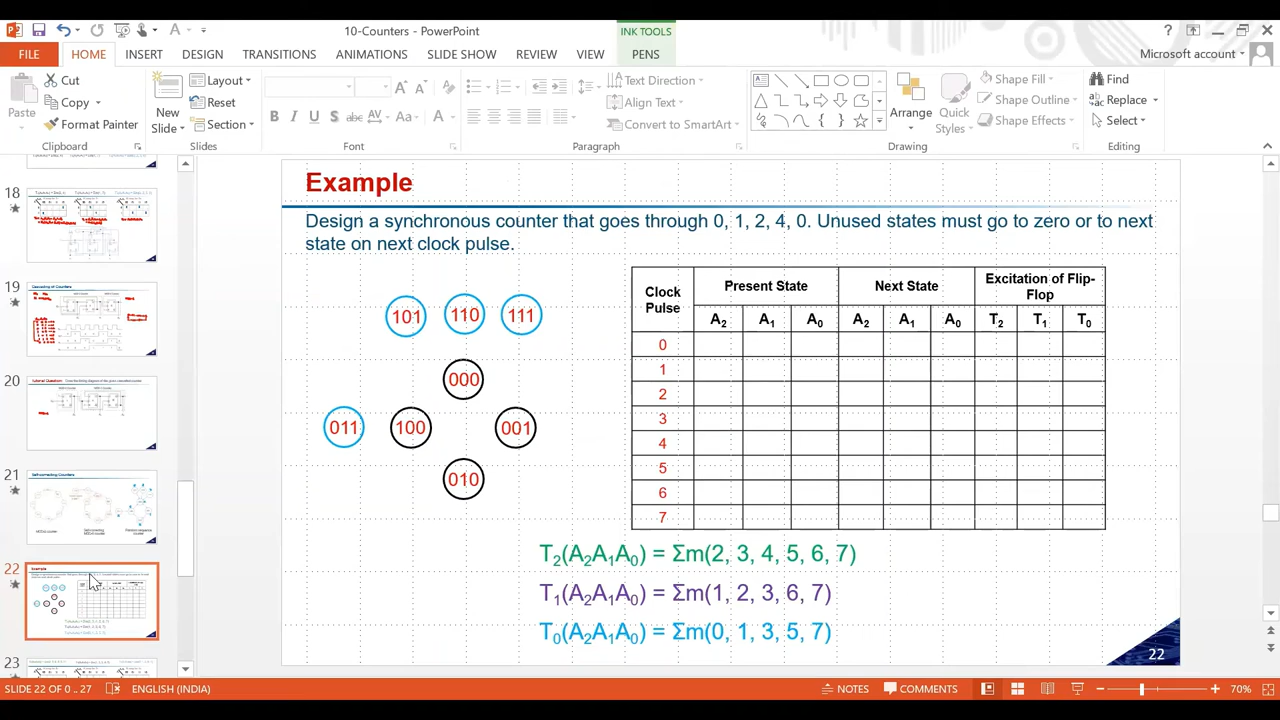 10-Counters - PowerPoint
INK TOOLS
Microsoft account
FILE
HOME
INSERT
DESIGN
TRANSITIONS
ANIMATIONS
SLIDE SHOW
REVIEW
VIEW
PENS
Paste
Cut
Copy
Format Painter
Clipboard
New Slide
Layout
Reset
Section
Slides
Font
Text Direction
Align Text
Convert to SmartArt
Paragraph
Arrange
Quick Styles
Shape Fill
Shape Outline
Shape Effects
Drawing
Find
Replace
Select
Editing
18
19
20
21
22
23
Example
Design a synchronous counter that goes through 0, 1, 2, 4, 0. Unused states must go to zero or to next
state on next clock pulse.
101 110 111
000
011 100 001
010
Clock Pulse Present State Next State Excitation of Flip-Flop
A2 A1 A0 A2 A1 A0 T2 T1 T0
0
1
2
3
4
5
6
7
T2(A2A1A0) = Σm(2, 3, 4, 5, 6, 7)
T1(A2A1A0) = Σm(1, 2, 3, 6, 7)
T0(A2A1A0) = Σm(0, 1, 3, 5, 7)
22
SLIDE 22 OF 0 .. 27 ENGLISH (INDIA) NOTES COMMENTS 70%